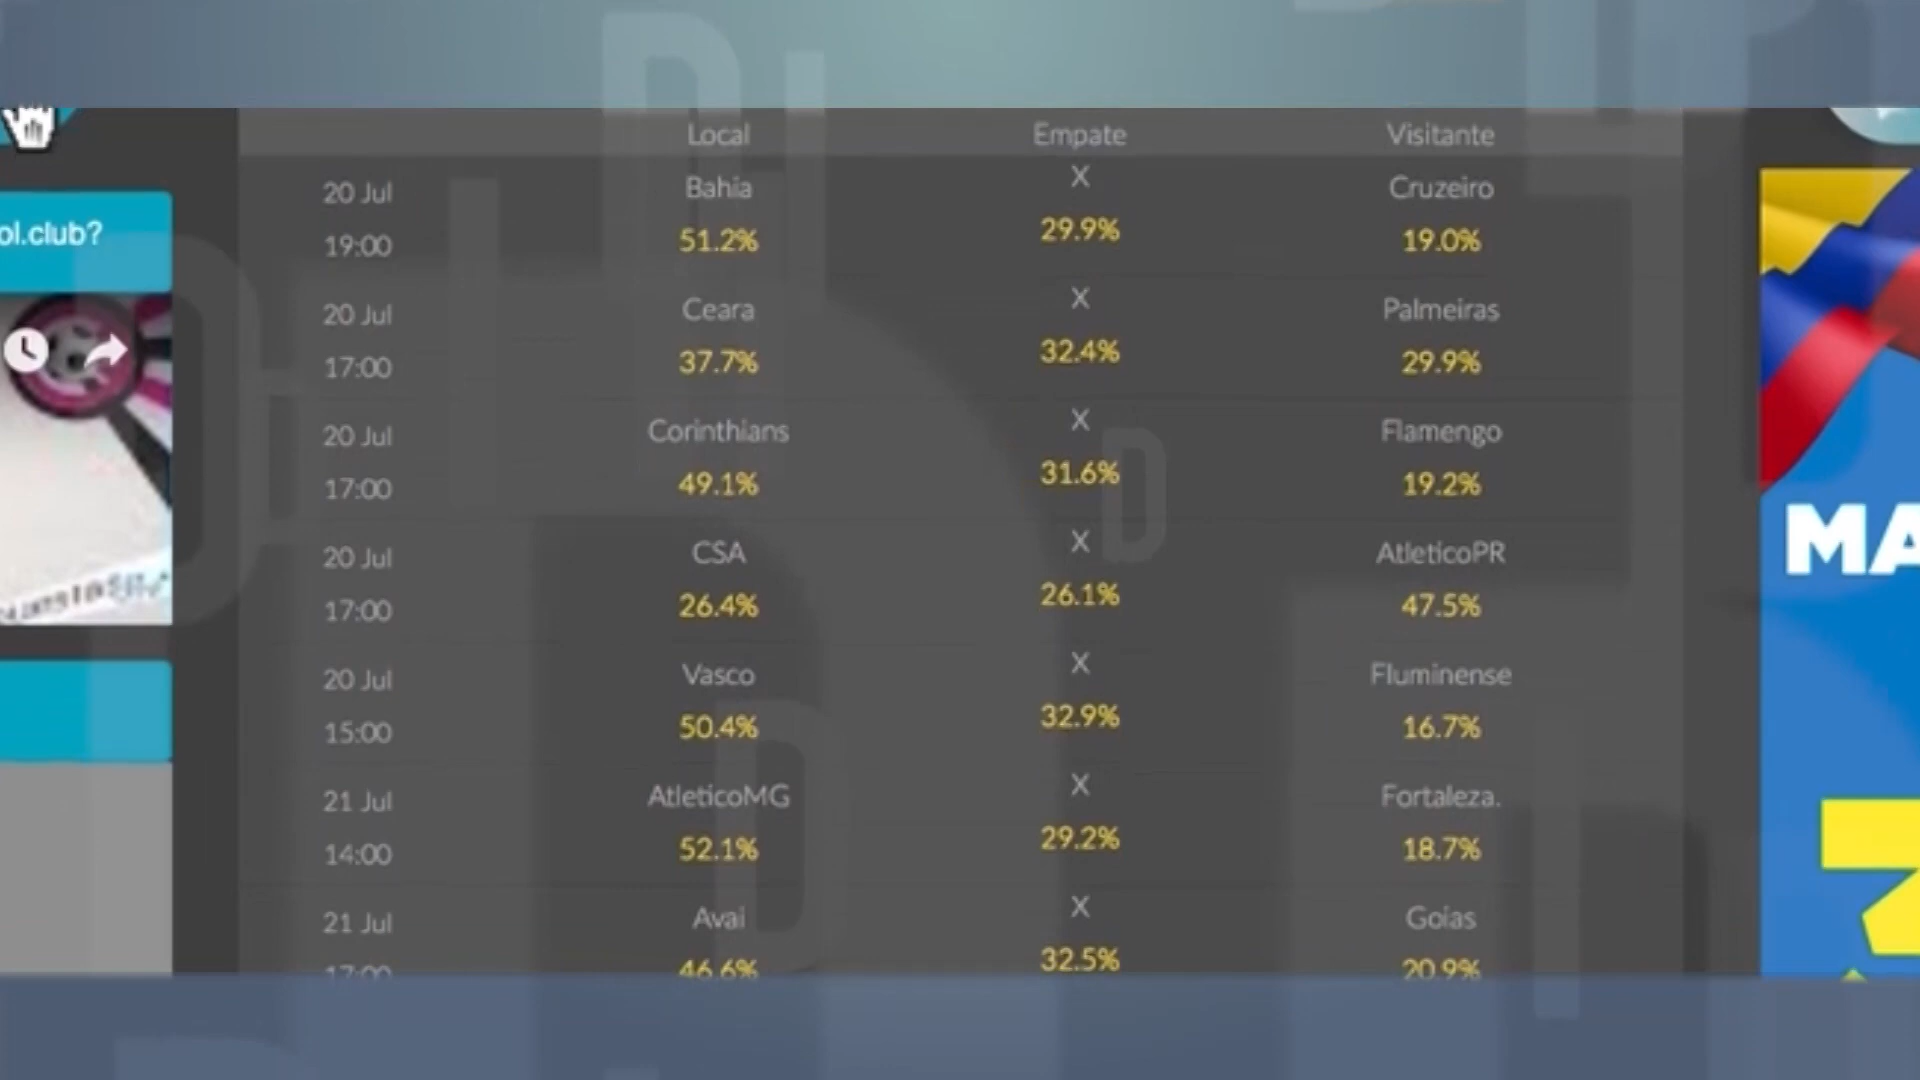 Local Empate Visitante
20 Jul Bahia X Cruzeiro
19:00 51.2% 29.9% 19.0%
20 Jul Ceara X Palmeiras
17:00 37.7% 32.4% 29.9%
20 Jul Corinthians X Flamengo
17:00 49.1% 31.6% 19.2%
20 Jul CSA X AtleticoPR
17:00 26.4% 26.1% 47.5%
20 Jul Vasco X Fluminense
15:00 50.4% 32.9% 16.7%
21 Jul AtleticoMG X Fortaleza.
14:00 52.1% 29.2% 18.7%
21 Jul Avai X Goias
17:00 46.6% 32.5% 20.9%
ol.club?
MA